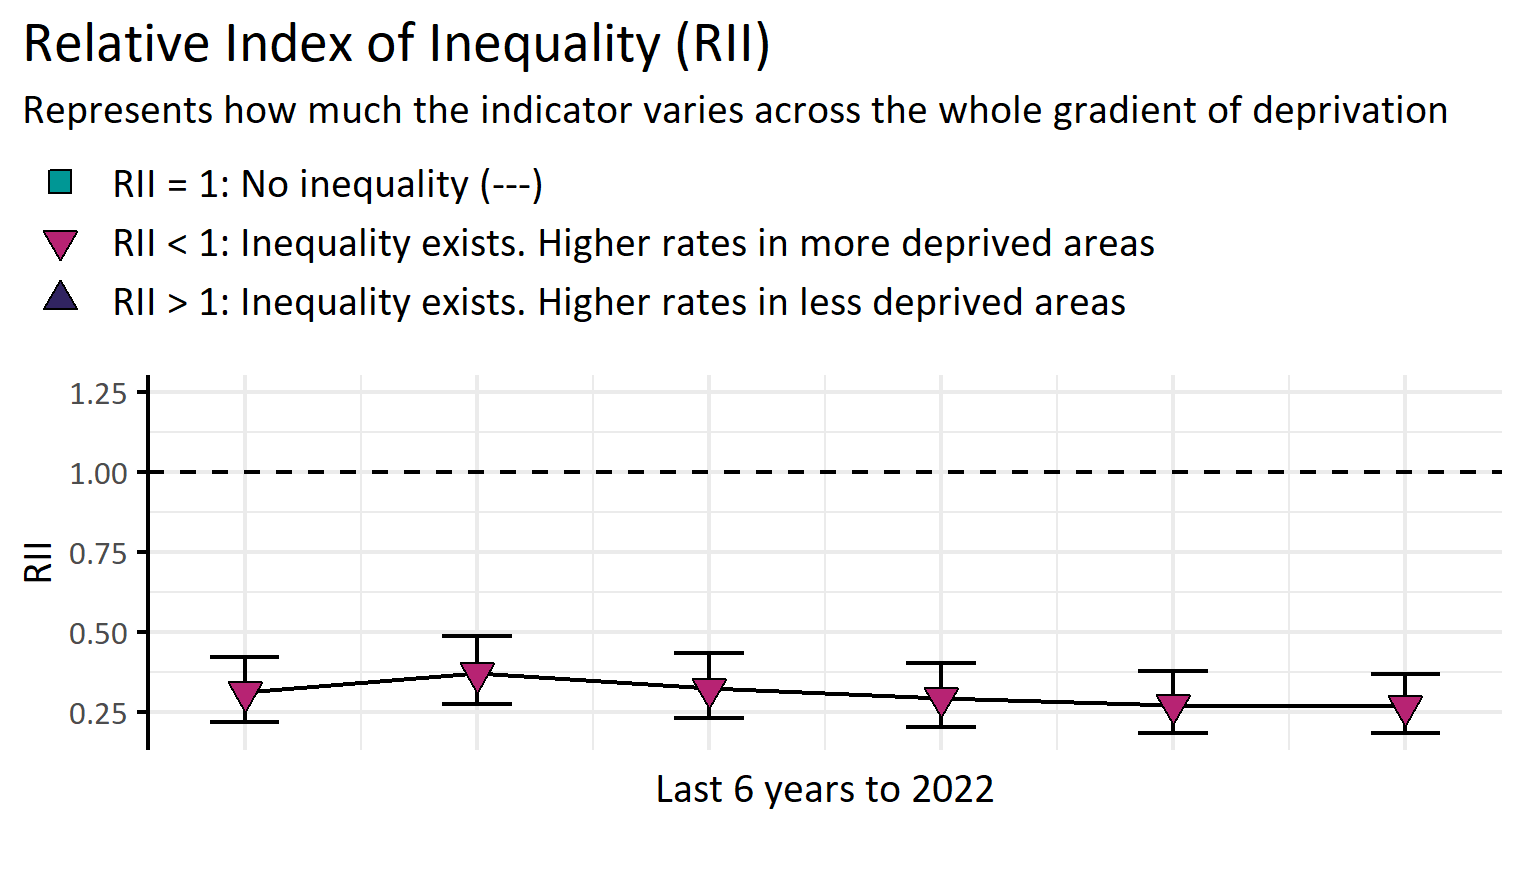 Relative Index of Inequality (RII)
Represents how much the indicator varies across the whole gradient of deprivation
RII = 1: No inequality (---)
RII < 1: Inequality exists. Higher rates in more deprived areas
RII > 1: Inequality exists. Higher rates in less deprived areas
1.25
1.00
0.75
0.50
0.25
RII
Last 6 years to 2022